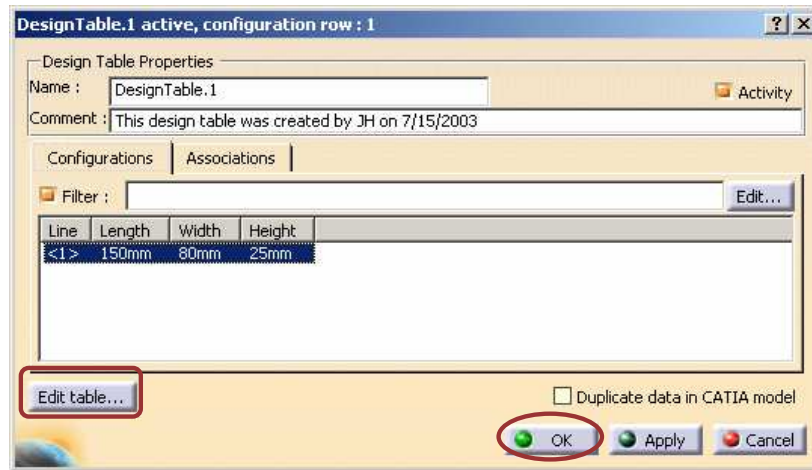 DesignTable.1 active, configuration row : 1
Design Table Properties
Name : DesignTable.1 Activity
Comment : This design table was created by JH on 7/15/2003
Configurations Associations
Filter : Edit...
Line Length Width Height
<1> 150mm 80mm 25mm
Edit table... Duplicate data in CATIA model
OK Apply Cancel